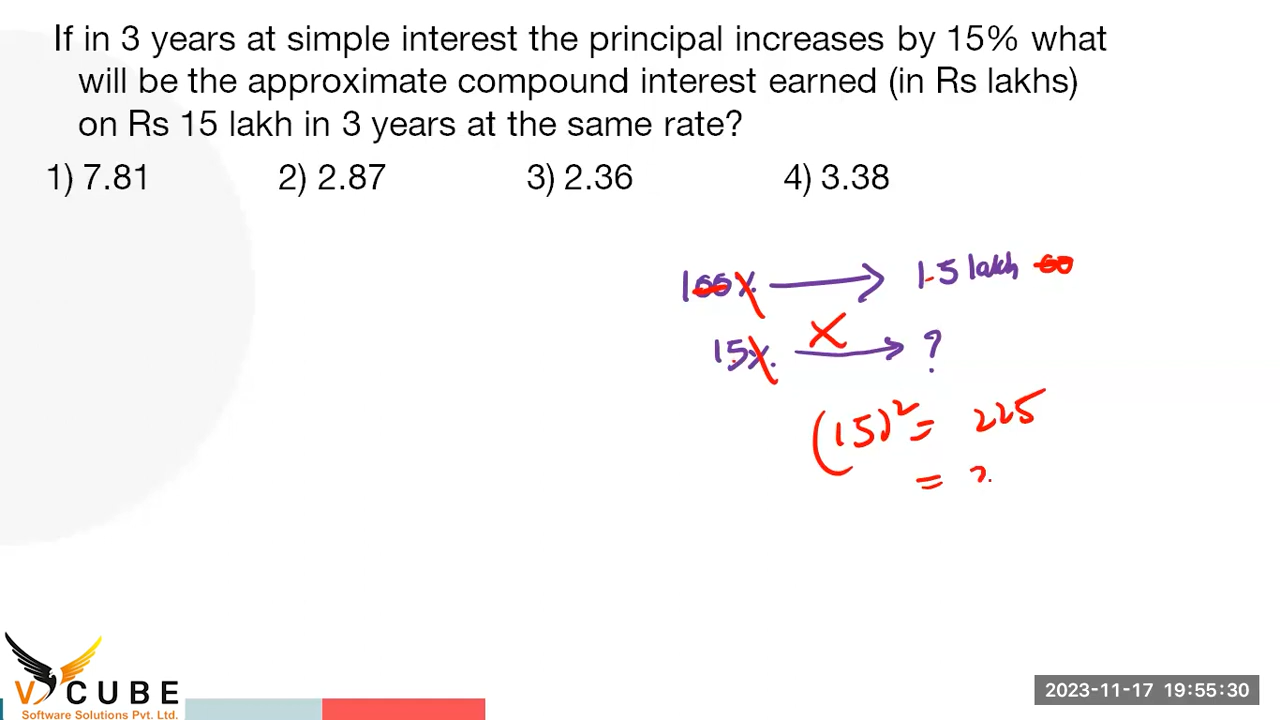 If in 3 years at simple interest the principal increases by 15% what
will be the approximate compound interest earned (in Rs lakhs)
on Rs 15 lakh in 3 years at the same rate?
1) 7.81 2) 2.87 3) 2.36 4) 3.38
100% → 1.5 lakh 00
15% → ?
(15)² = 225
= 2.
V CUBE
Software Solutions Pvt. Ltd.
2023-11-17 19:55:30